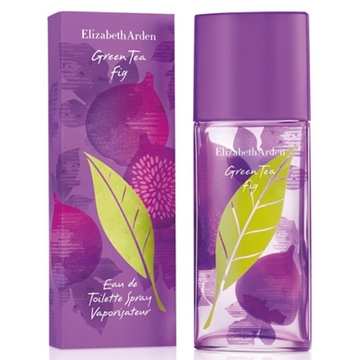 Elizabeth Arden
Green Tea
Fig
Eau de
Toilette Spray
Vaporisateur
Elizabeth Arden
Green Tea
Fig